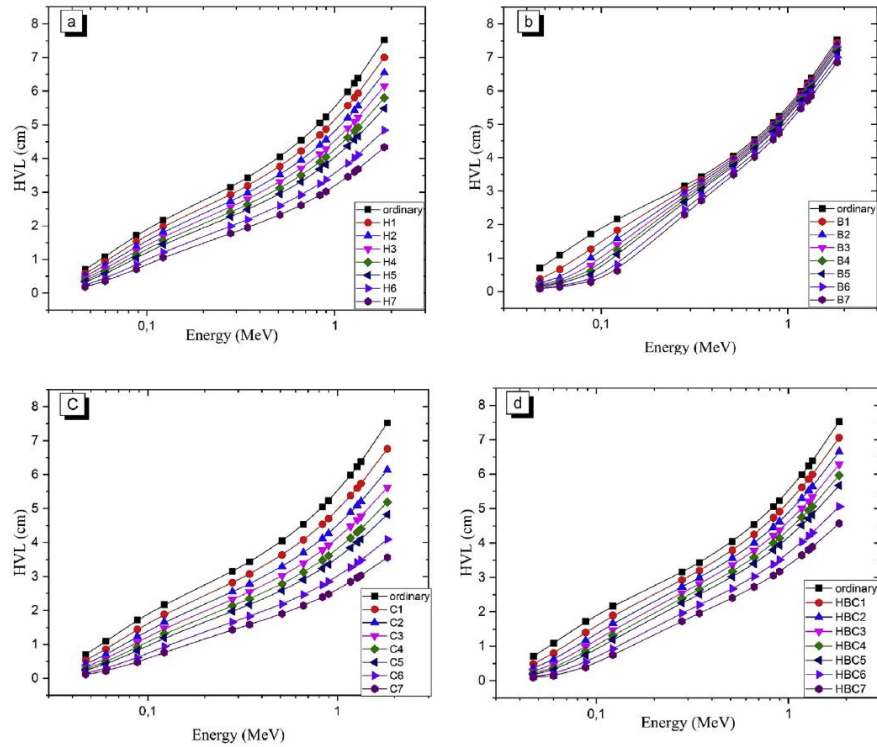 a
8
7
6
5
4
3
2
1
0
HVL (cm)
ordinary
H1
H2
H3
H4
H5
H6
H7
0,1
1
Energy (MeV)
b
8
7
6
5
4
3
2
1
0
HVL (cm)
ordinary
B1
B2
B3
B4
B5
B6
B7
0,1
1
Energy (MeV)
C
8
7
6
5
4
3
2
1
0
HVL (cm)
ordinary
C1
C2
C3
C4
C5
C6
C7
0,1
1
Energy (MeV)
d
8
7
6
5
4
3
2
1
0
HVL (cm)
ordinary
HBC1
HBC2
HBC3
HBC4
HBC5
HBC6
HBC7
0,1
1
Energy (MeV)